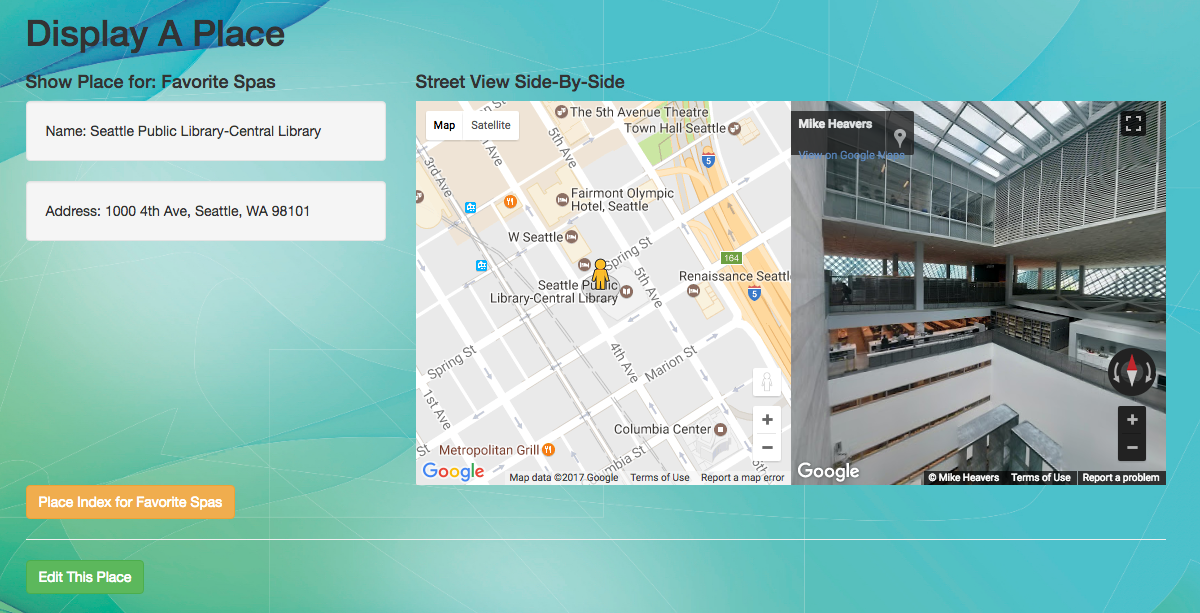 Display A Place
Show Place for: Favorite Spas
Name: Seattle Public Library-Central Library
Address: 1000 4th Ave, Seattle, WA 98101
Place Index for Favorite Spas
Edit This Place
Street View Side-By-Side
Map
Satellite
The 5th Avenue Theatre
Town Hall Seattle
5th Ave
3rd Ave
5
Fairmont Olympic
Hotel, Seattle
W Seattle
Spring St
164
Renaissance Seattl
5th Ave
5
Seattle Public
Library-Central Library
Spring St
4th Ave
Marion St
1st Ave
Columbia Center
Metropolitan Grill
mbia St
Google
Map data ©2017 Google
Terms of Use
Report a map error
Mike Heavers
View on Google Maps
Google
© Mike Heavers
Terms of Use
Report a problem